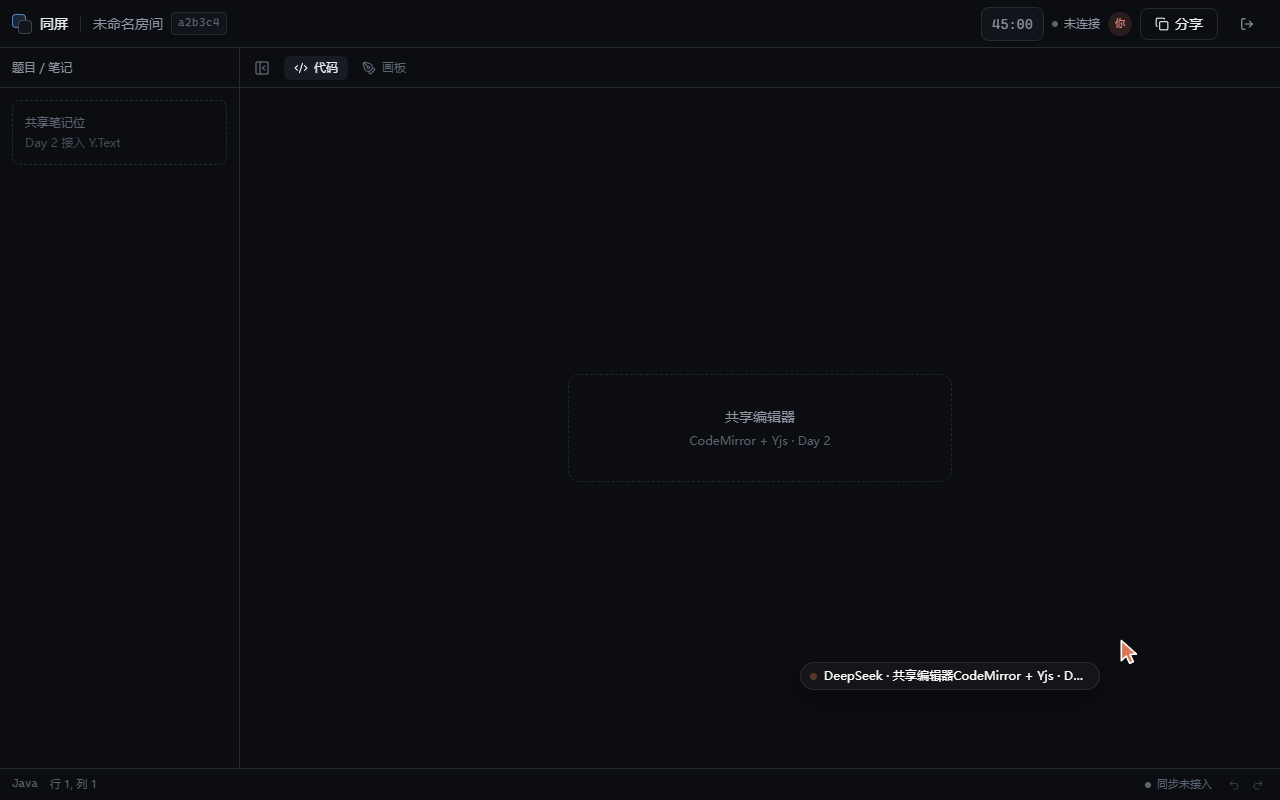 同屏 未命名房间 a2b3c4 45:00 未连接 你 分享
题目 / 笔记 代码 画板
共享笔记位
Day 2 接入 Y.Text
共享编辑器
CodeMirror + Yjs · Day 2
DeepSeek · 共享编辑器CodeMirror + Yjs · D...
Java 行 1, 列 1 同步未接入